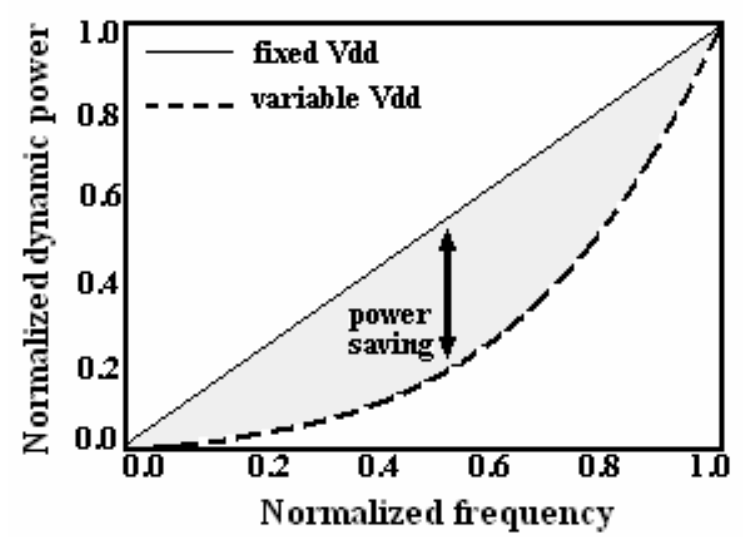 Normalized dynamic power
1.0
0.8
0.6
0.4
0.2
0.0
fixed Vdd
variable Vdd
power
saving
0.0 0.2 0.4 0.6 0.8 1.0
Normalized frequency